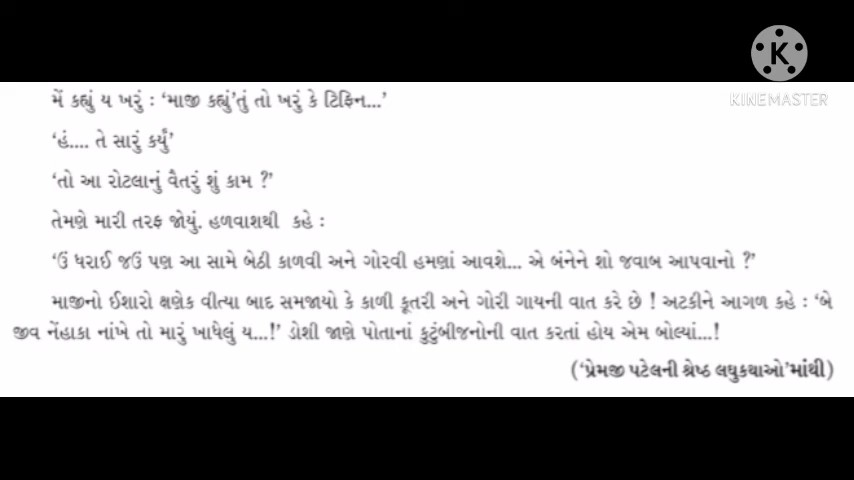 KINEMASTER
મેં કહ્યું ય ખરું : ‘માજી કહ્યું'તું તો ખરું કે ટિફિન...’
‘હં.... તે સારું કર્યું’
‘તો આ રોટલાનું વૈતરું શું કામ ?’
તેમણે મારી તરફ જોયું. હળવાશથી કહે :
‘ઉં ધરાઈ જઉં પણ આ સામે બેઠી કાળવી અને ગોરવી હમણાં આવશે... એ બંનેને શો જવાબ આપવાનો ?’
માજીનો ઈશારો ક્ષણેક વીત્યા બાદ સમજાયો કે કાળી કૂતરી અને ગોરી ગાયની વાત કરે છે ! અટકીને આગળ કહે : ‘બે
જીવ નેંહાકા નાંખે તો મારું ખાધેલું ય...!’ ડોશી જાણે પોતાનાં કુટુંબીજનોની વાત કરતાં હોય એમ બોલ્યાં...!
(‘પ્રેમજી પટેલની શ્રેષ્ઠ લઘુકથાઓ’માંથી)